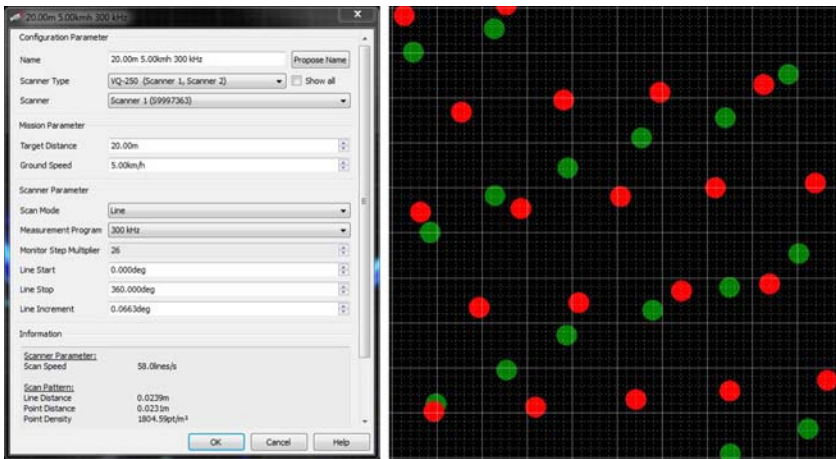 20.00m 5.00kmh 300 kHz
Configuration Parameter
Name 20.00m 5.00kmh 300 kHz Propose Name
Scanner Type VQ-250 (Scanner 1, Scanner 2) Show all
Scanner Scanner 1 (S9997363)
Mission Parameter
Target Distance 20.00m
Ground Speed 5.00km/h
Scanner Parameter
Scan Mode Line
Measurement Program 300 kHz
Monitor Step Multiplier 26
Line Start 0.000deg
Line Stop 360.000deg
Line Increment 0.0663deg
Information
Scanner Parameter:
Scan Speed 58.0lines/s
Scan Pattern:
Line Distance 0.0239m
Point Distance 0.0231m
Point Density 1804.59pt/m²
OK Cancel Help